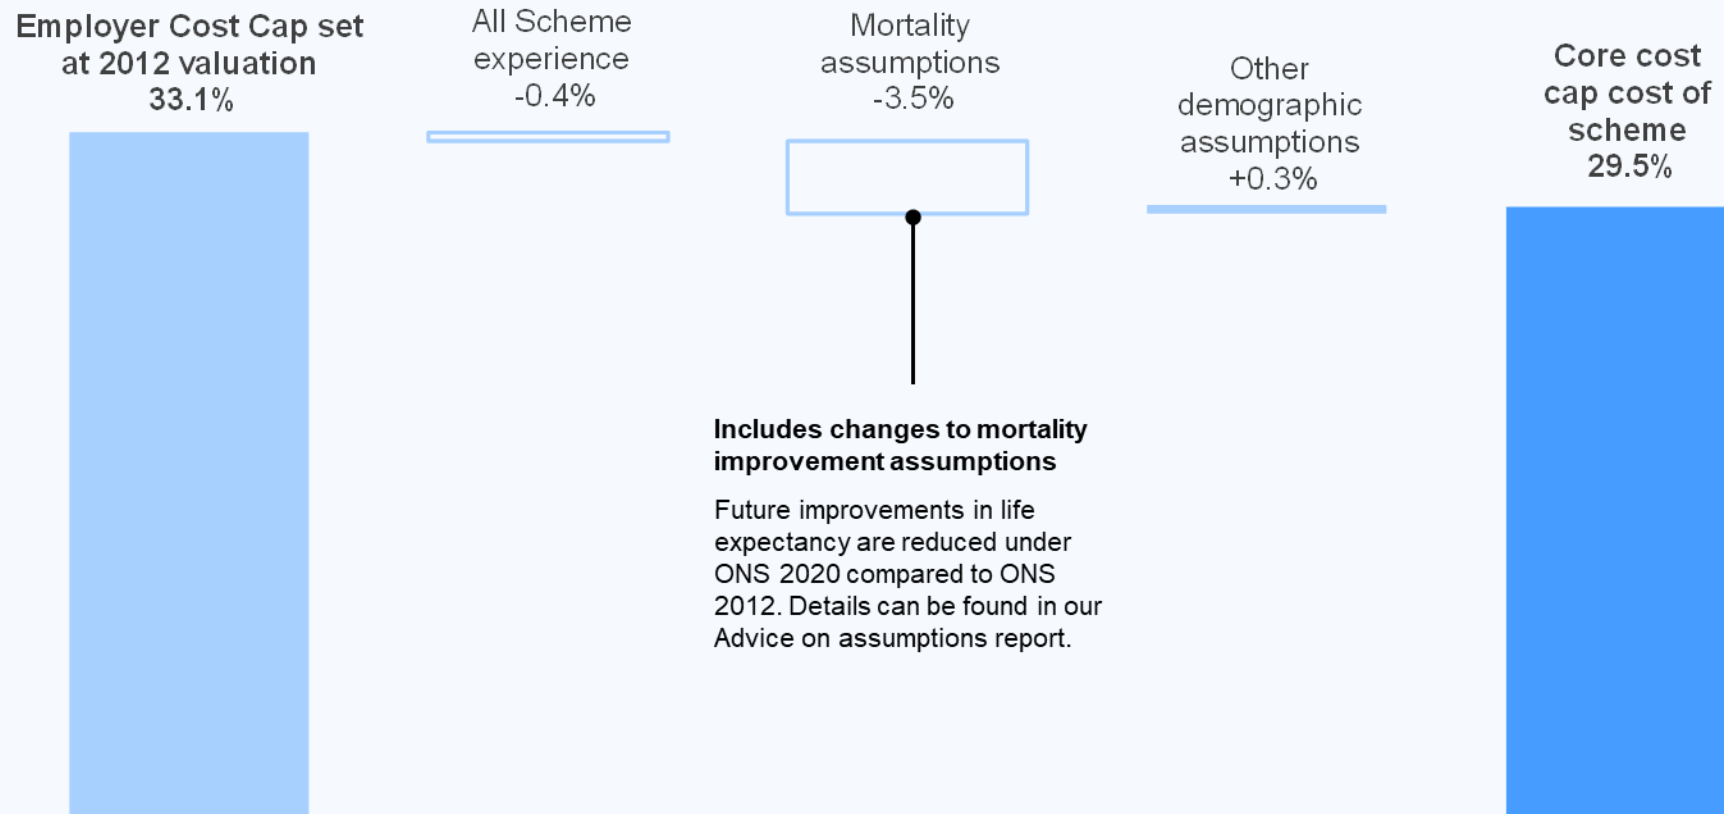 Employer Cost Cap set
at 2012 valuation
33.1%
All Scheme
experience
-0.4%
Mortality
assumptions
-3.5%
Other
demographic
assumptions
+0.3%
Core cost
cap cost of
scheme
29.5%
Includes changes to mortality
improvement assumptions
Future improvements in life
expectancy are reduced under
ONS 2020 compared to ONS
2012. Details can be found in our
Advice on assumptions report.